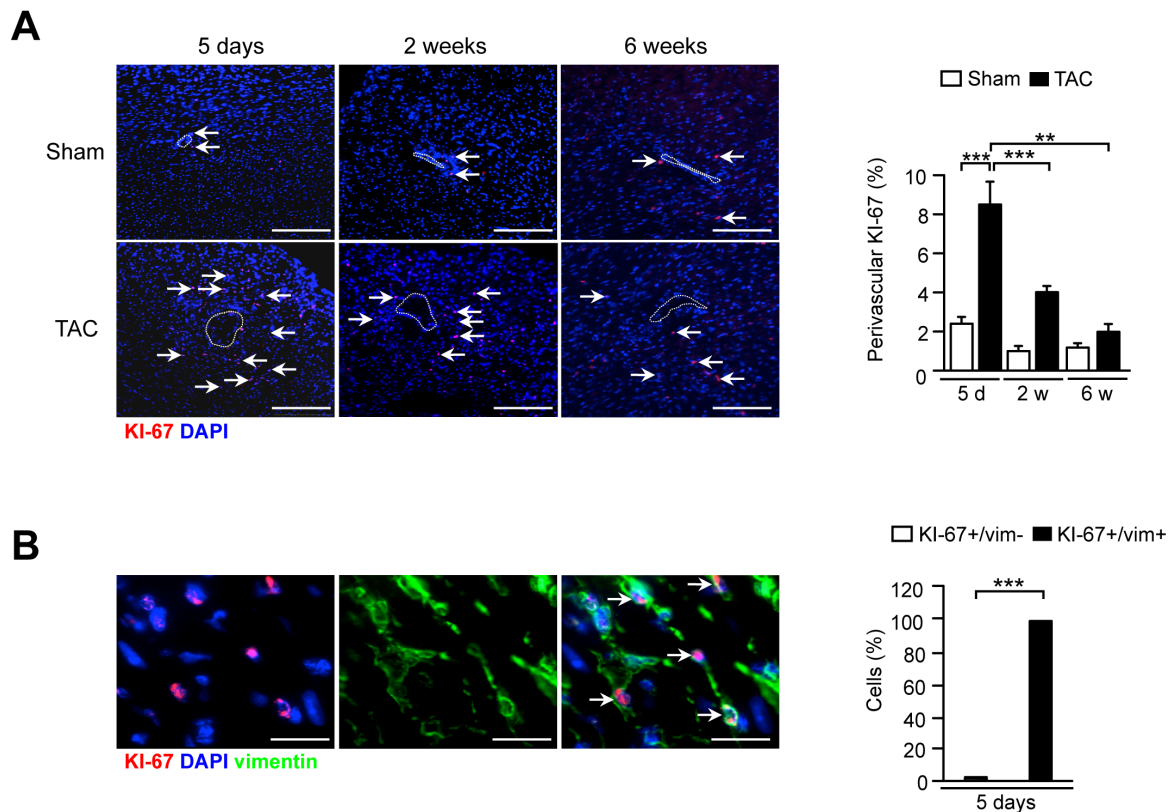 A
5 days 2 weeks 6 weeks
Sham
TAC
KI-67 DAPI
Sham TAC
**
*** ***
Perivascular KI-67 (%)
10
8
6
4
2
0
5 d 2 w 6 w
B
KI-67 DAPI vimentin
KI-67+/vim- KI-67+/vim+
***
Cells (%)
120
100
80
60
40
20
0
5 days